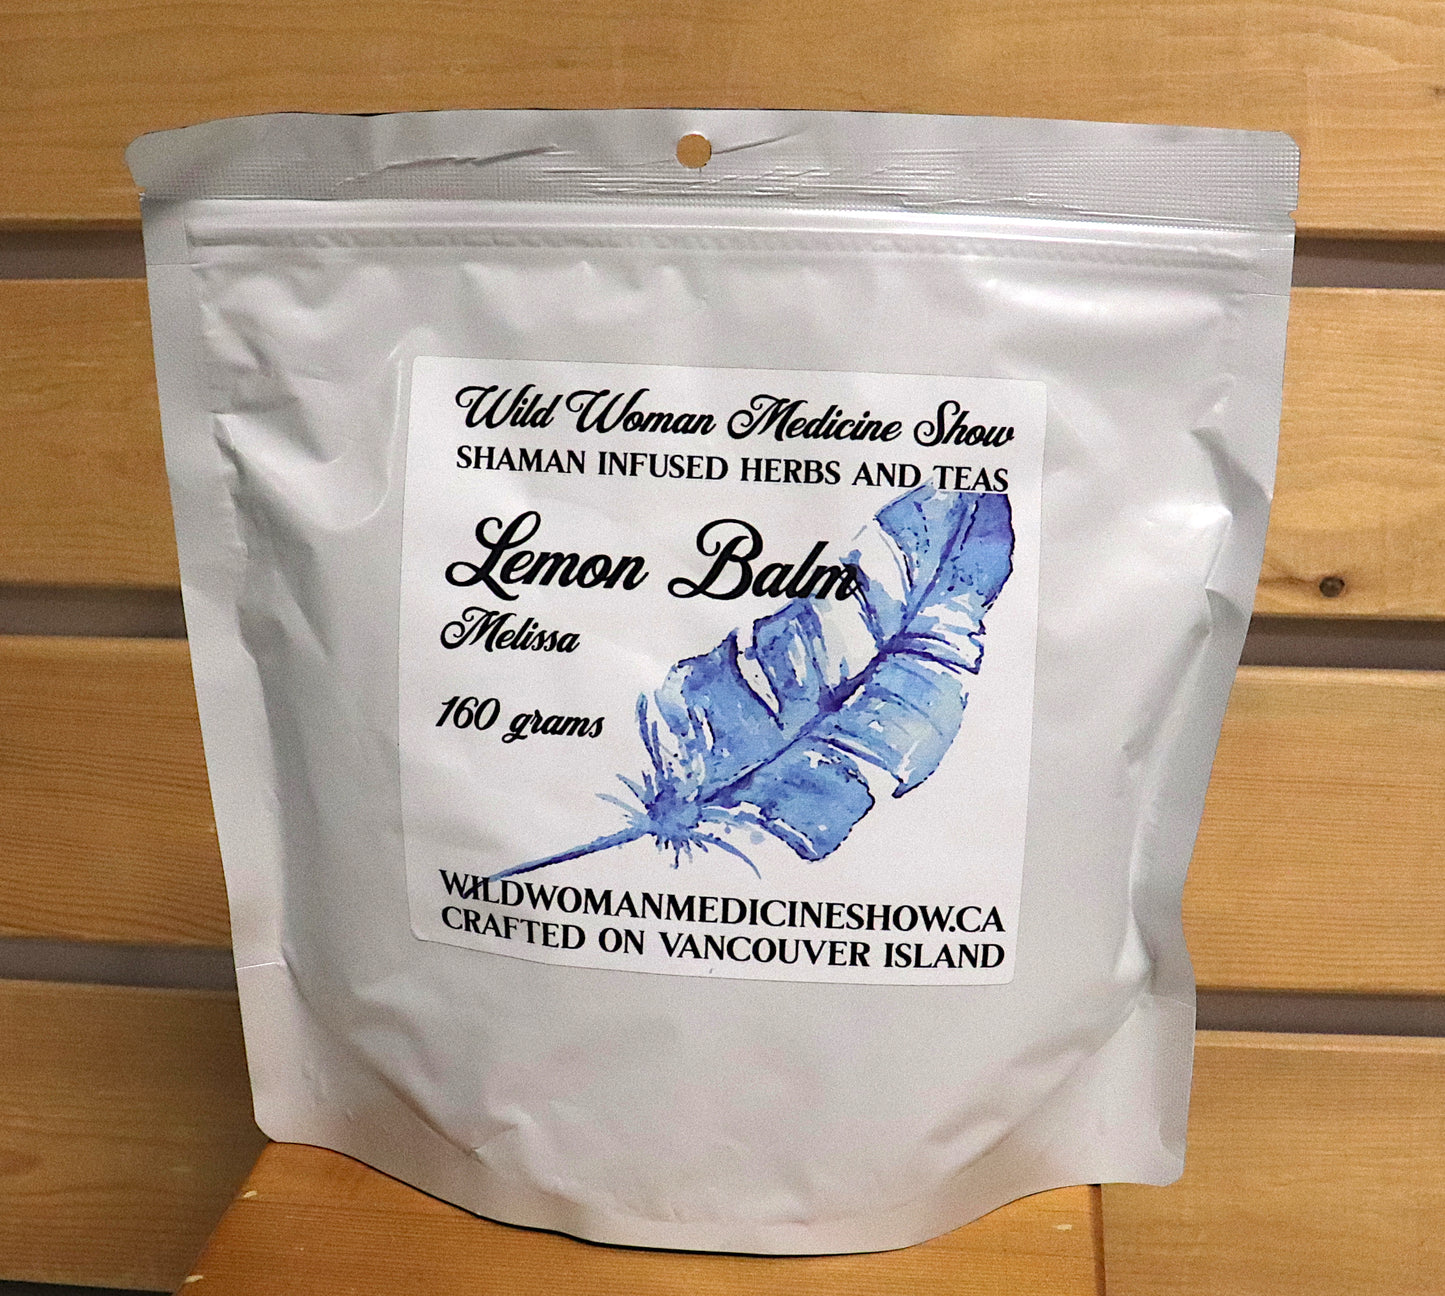 Wild Woman Medicine Show
SHAMAN INFUSED HERBS AND TEAS
Lemon Balm
Melissa
160 grams
WILDWOMANMEDICINESHOW.CA
CRAFTED ON VANCOUVER ISLAND